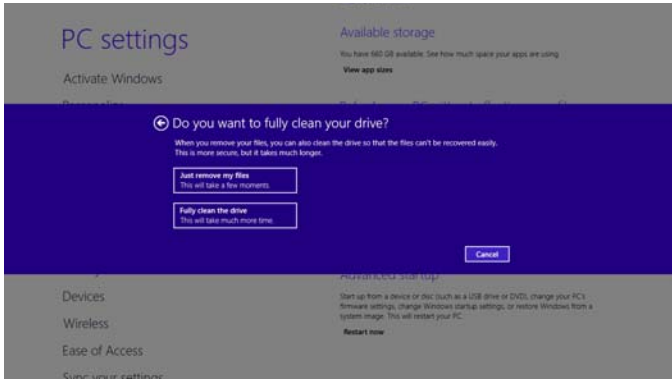 PC settings
Activate Windows
Available storage
You have 660 GB available. See how much space your apps are using.
View app sizes
Do you want to fully clean your drive?
When you remove your files, you can also clean the drive so that the files can't be recovered easily.
This is more secure, but it takes much longer.
Just remove my files
This will take a few moments.
Fully clean the drive
This will take much more time.
Cancel
Devices
Wireless
Ease of Access
Sync your settings
Advanced startup
Start up from a device or disc (such as a USB drive or DVD), change your PC's
firmware settings, change Windows startup settings, or restore Windows from a
system image. This will restart your PC.
Restart now